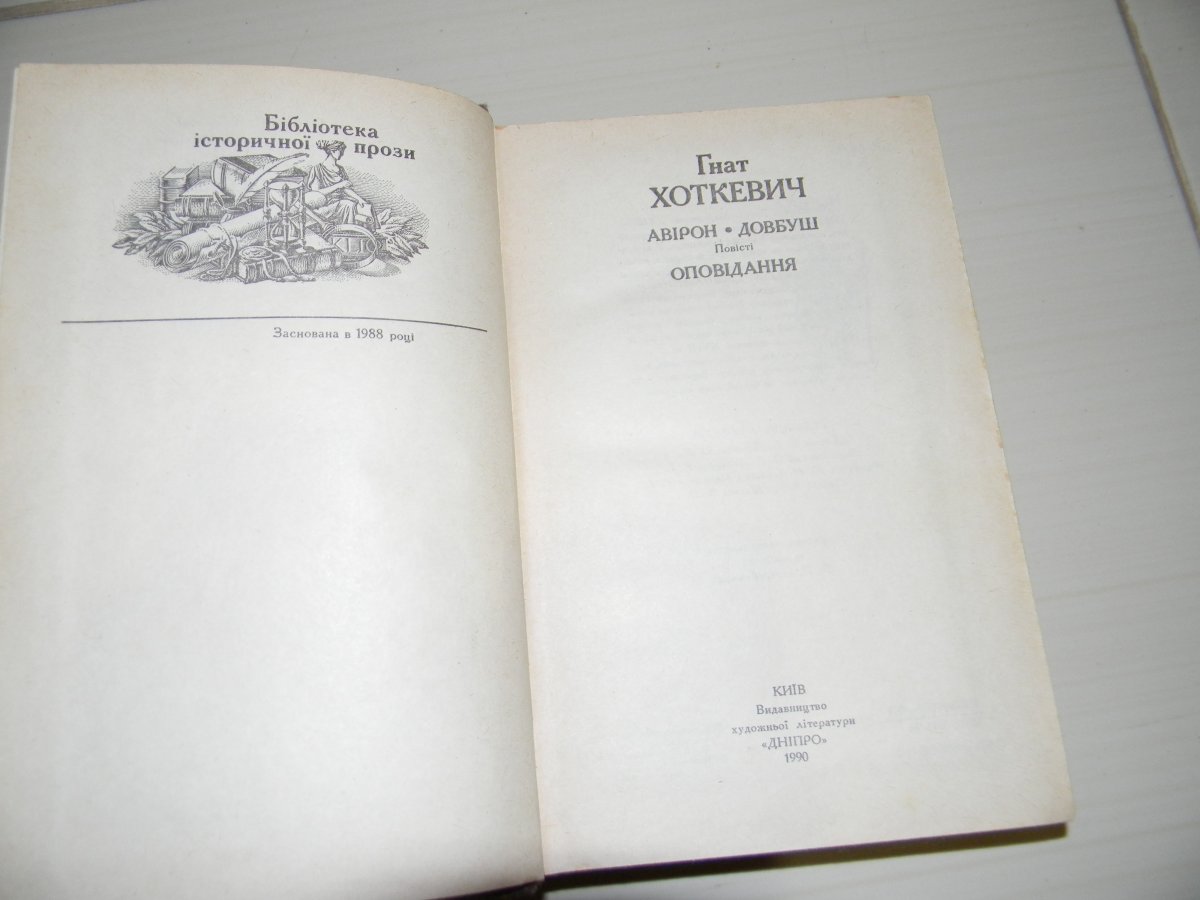 Бібліотека
історичної прози
Заснована в 1988 році
Гнат
ХОТКЕВИЧ
АВІРОН • ДОВБУШ
Повісті
ОПОВІДАННЯ
КИЇВ
Видавництво
художньої літератури
«ДНІПРО»
1990